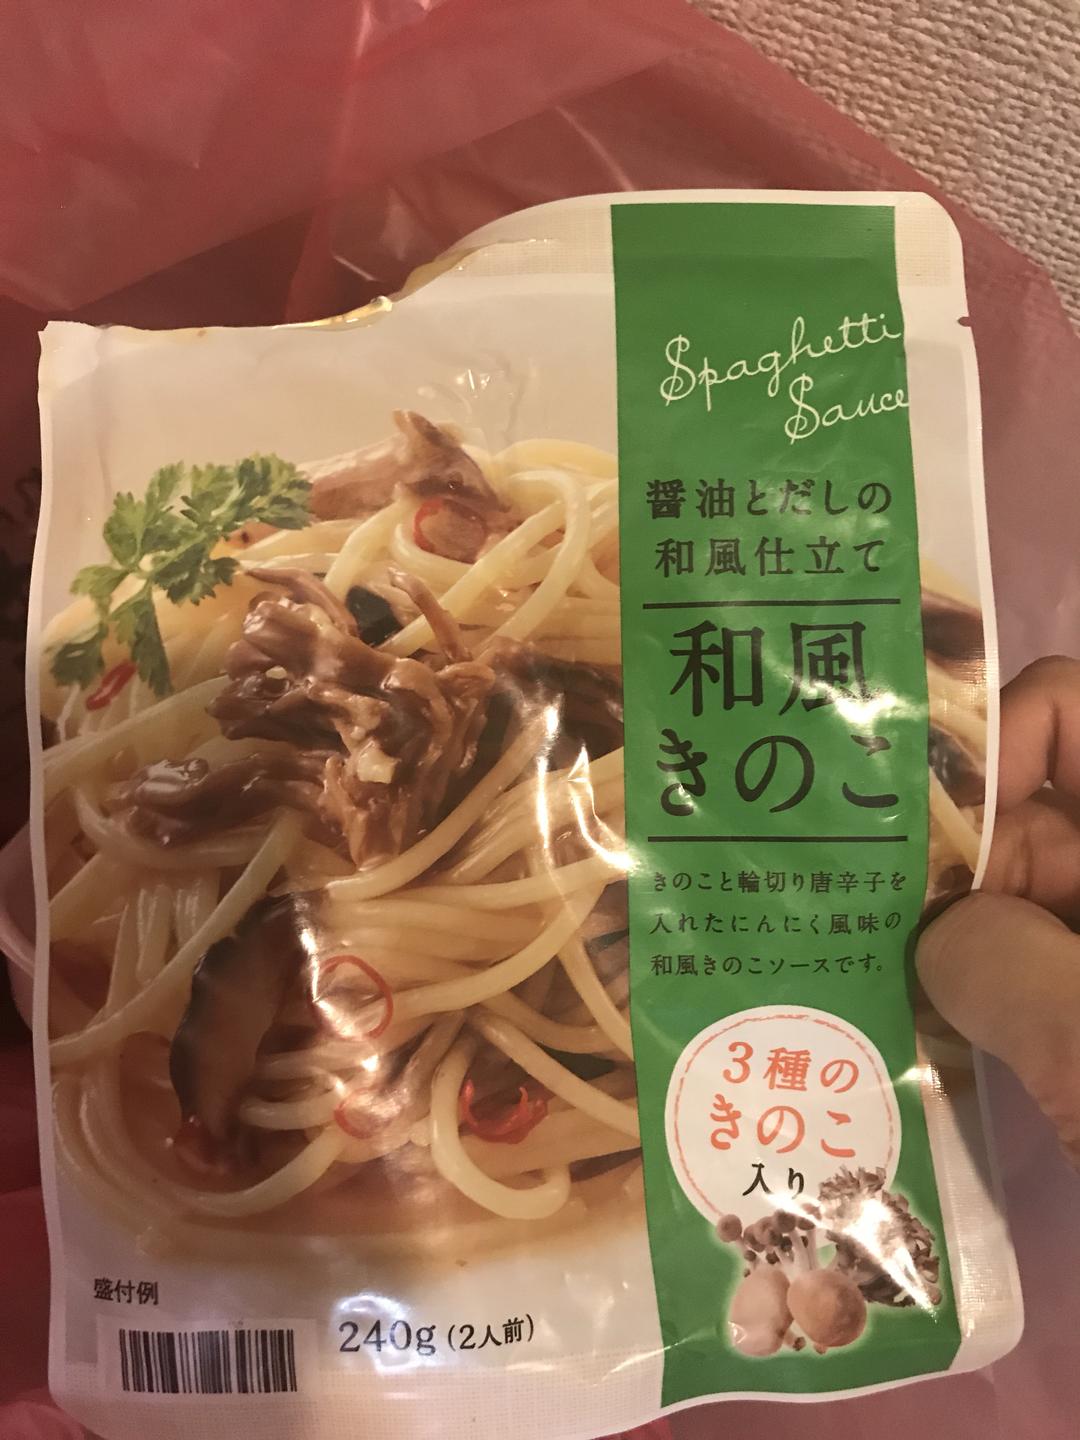 Spaghetti
Sauce
醤油とだしの
和風仕立て
和風
きのこ
きのこと輪切り唐辛子を
入れたにんにく風味の
和風きのこソースです。
3種の
きのこ
入り
盛付例
240g(2人前)